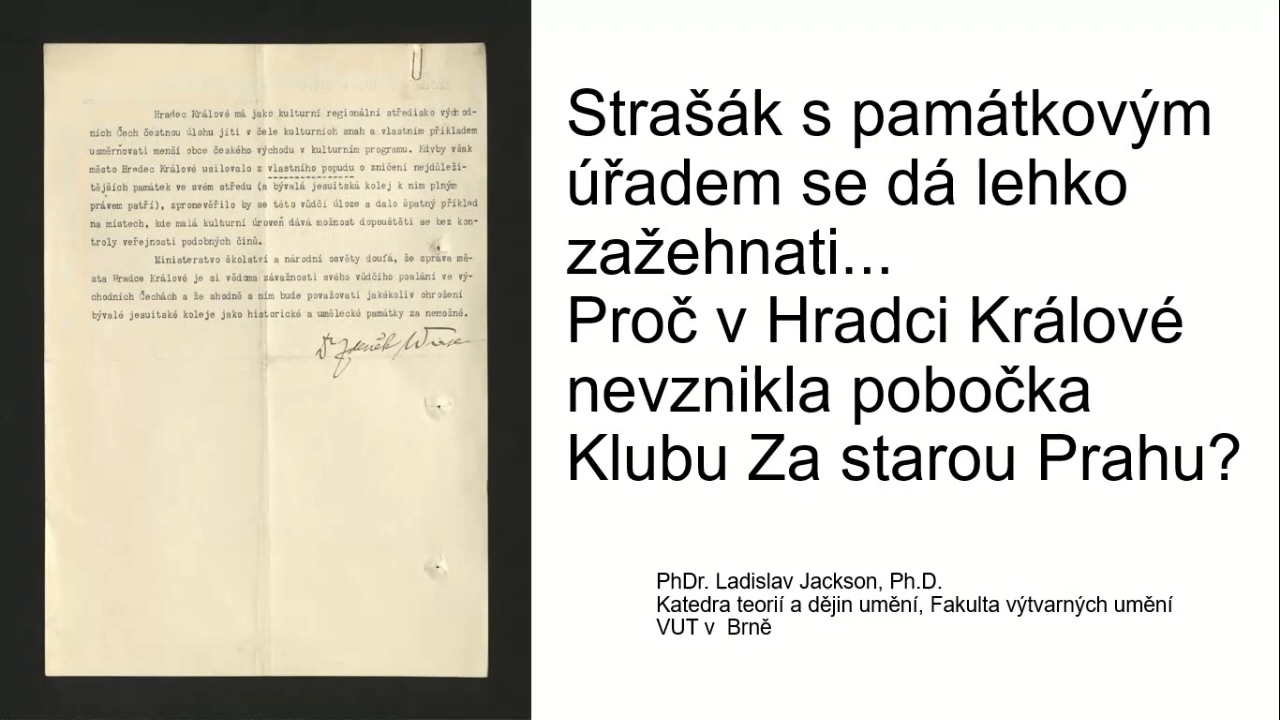 Hradec Králové má jako kulturní regionální středisko východ-
ních Čech čestnou úlohu jíti v čele kulturních snah a vlastním příkladem
usměrňovati menší obce českého východu v kulturním programu. Kdyby však
město Hradec Králové usilovalo z vlastního popudu o zničení nejdůleži-
tějších památek ve svém středu (a bývalá jesuitská kolej k nim plným
právem patří), zpronevěřilo by se této vůdčí úloze a dalo špatný příklad
na místech, kde malá kulturní úroveň dává možnost dopouštěti se bez kon-
troly veřejnosti podobných činů.
Ministerstvo školství a národní osvěty doufá, že správa mě-
sta Hradce Králové je si vědoma závažnosti svého vůdčího poslání ve vý-
chodních Čechách a že shodně s ním bude považovati jakékoliv ohrožení
bývalé jesuitské koleje jako historické a umělecké památky za nemožné.
Dr Zdeněk
Strašák s památkovým
úřadem se dá lehko
zažehnati...
Proč v Hradci Králové
nevznikla pobočka
Klubu Za starou Prahu?
PhDr. Ladislav Jackson, Ph.D.
Katedra teorií a dějin umění, Fakulta výtvarných umění
VUT v Brně